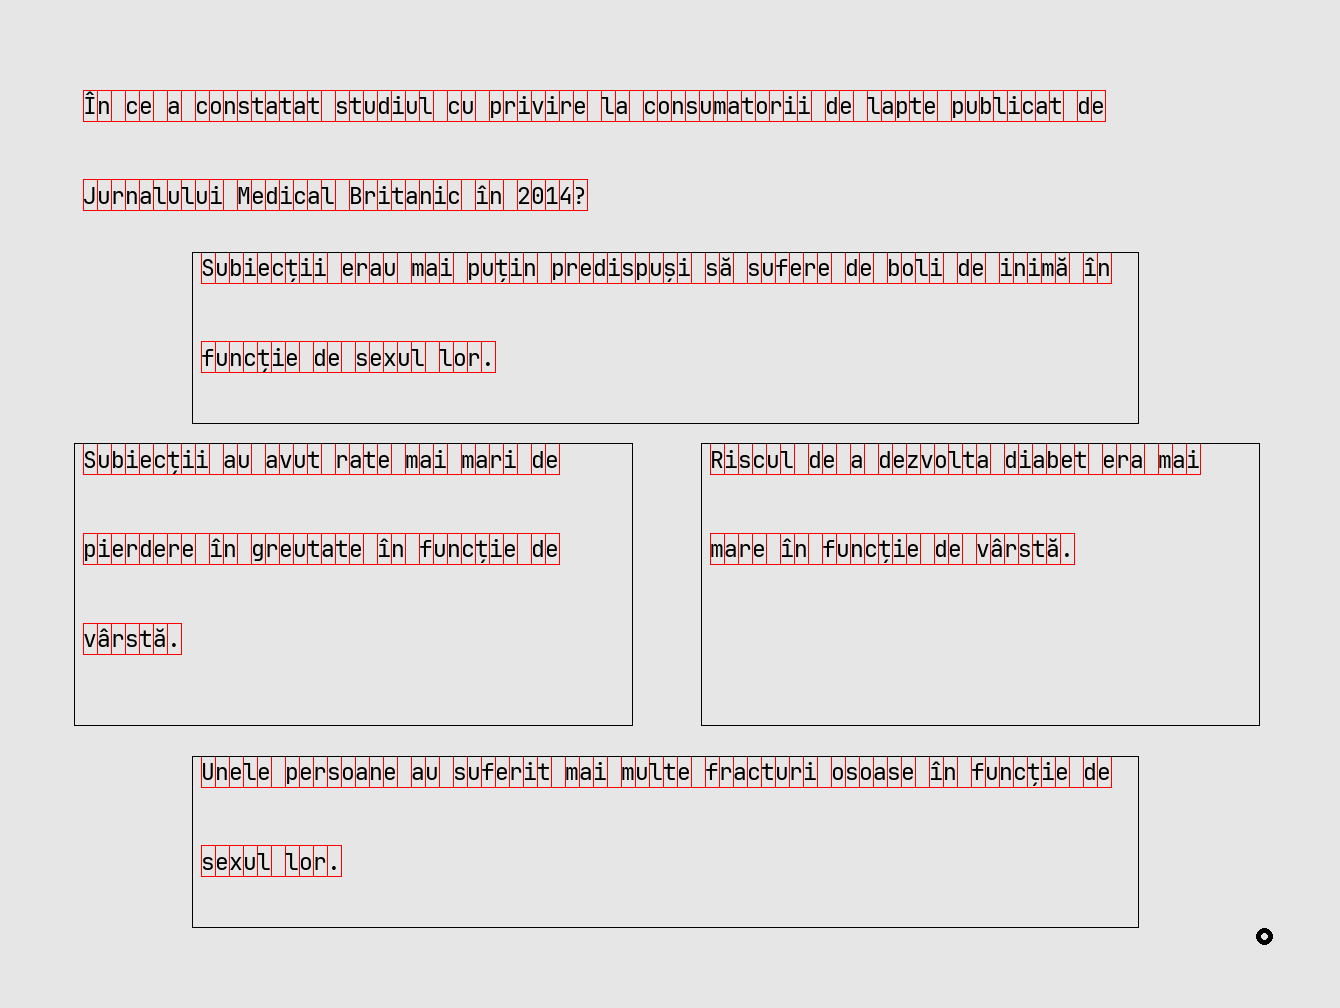 În ce a constatat studiul cu privire la consumatorii de lapte publicat de
Jurnalului Medical Britanic în 2014?
Subiecții erau mai puțin predispuși să sufere de boli de inimă în
funcție de sexul lor.
Subiecții au avut rate mai mari de
pierdere în greutate în funcție de
vârstă.
Riscul de a dezvolta diabet era mai
mare în funcție de vârstă.
Unele persoane au suferit mai multe fracturi osoase în funcție de
sexul lor.